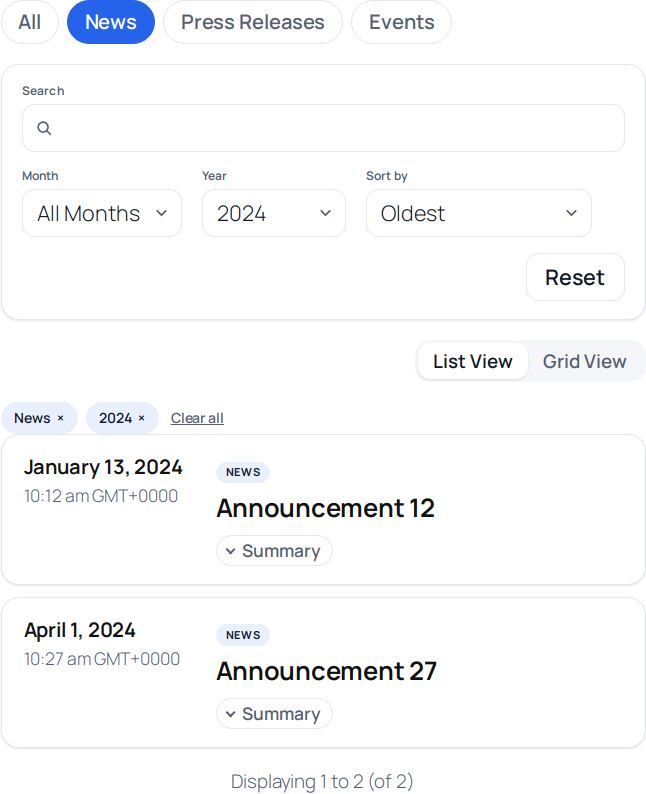 All News Press Releases Events
Search
Month Year Sort by
All Months 2024 Oldest
Reset
List View Grid View
News × 2024 × Clear all
January 13, 2024
10:12 am GMT+0000
NEWS
Announcement 12
Summary
April 1, 2024
10:27 am GMT+0000
NEWS
Announcement 27
Summary
Displaying 1 to 2 (of 2)